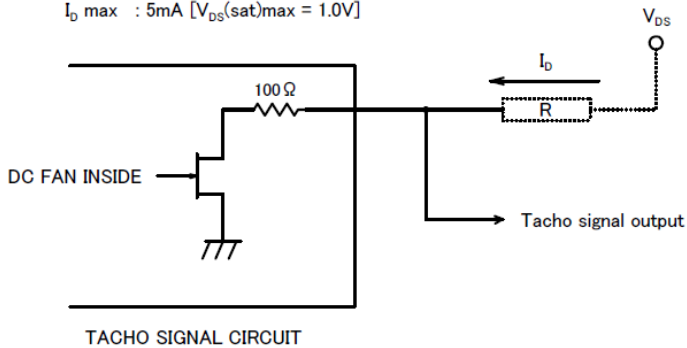 I_D max : 5mA [V_DS(sat)max = 1.0V]
V_DS
I_D
100Ω
R
DC FAN INSIDE
Tacho signal output
TACHO SIGNAL CIRCUIT